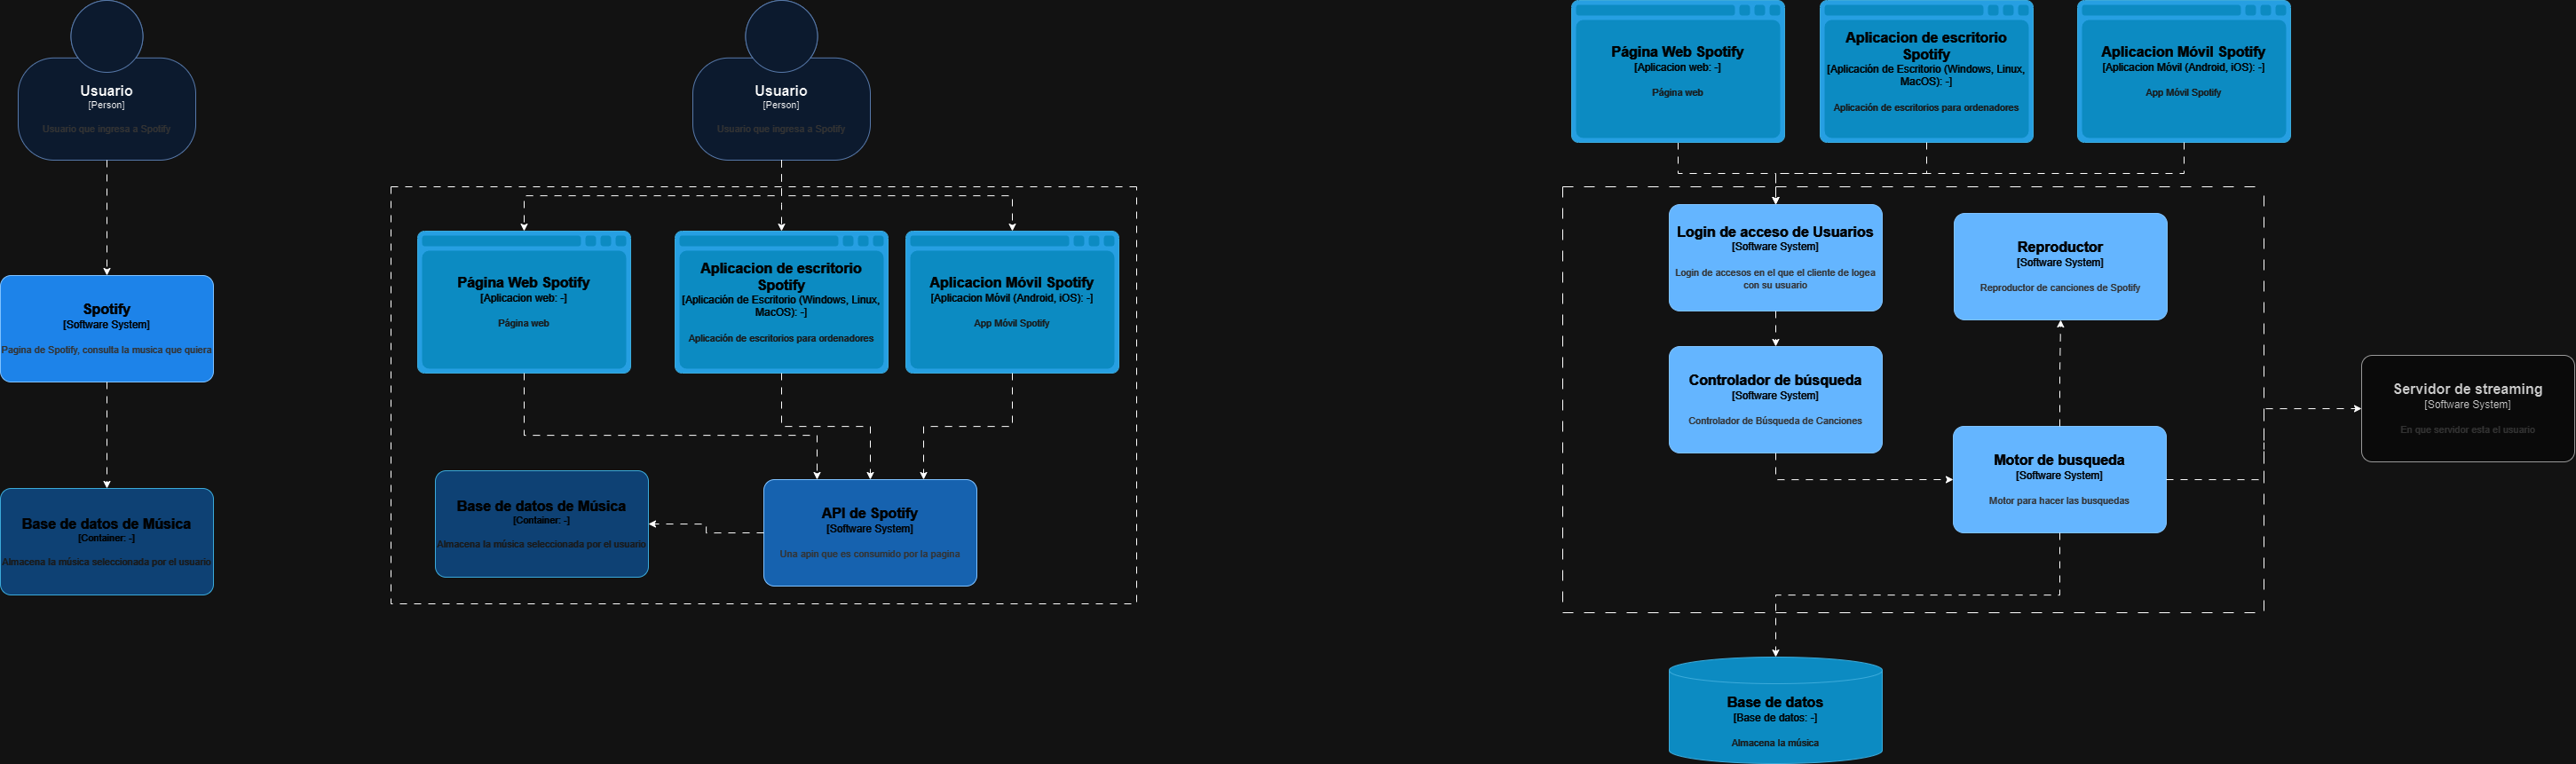 Usuario
[Person]
Usuario que ingresa a Spotify
Spotify
[Software System]
Pagina de Spotify, consulta la musica que quiera
Base de datos de Música
[Container: -]
Almacena la música seleccionada por el usuario
Usuario
[Person]
Usuario que ingresa a Spotify
Página Web Spotify
[Aplicacion web: -]
Página web
Aplicacion de escritorio
Spotify
[Aplicación de Escritorio (Windows, Linux,
MacOS): -]
Aplicación de escritorios para ordenadores
Aplicacion Móvil Spotify
[Aplicacion Móvil (Android, iOS): -]
App Móvil Spotify
Base de datos de Música
[Container: -]
Almacena la música seleccionada por el usuario
API de Spotify
[Software System]
Una apin que es consumido por la pagina
Página Web Spotify
[Aplicacion web: -]
Página web
Aplicacion de escritorio
Spotify
[Aplicación de Escritorio (Windows, Linux,
MacOS): -]
Aplicación de escritorios para ordenadores
Aplicacion Móvil Spotify
[Aplicacion Móvil (Android, iOS): -]
App Móvil Spotify
Login de acceso de Usuarios
[Software System]
Login de accesos en el que el cliente de logea
con su usuario
Reproductor
[Software System]
Reproductor de canciones de Spotify
Controlador de búsqueda
[Software System]
Controlador de Búsqueda de Canciones
Motor de busqueda
[Software System]
Motor para hacer las busquedas
Servidor de streaming
[Software System]
En que servidor esta el usuario
Base de datos
[Base de datos: -]
Almacena la música